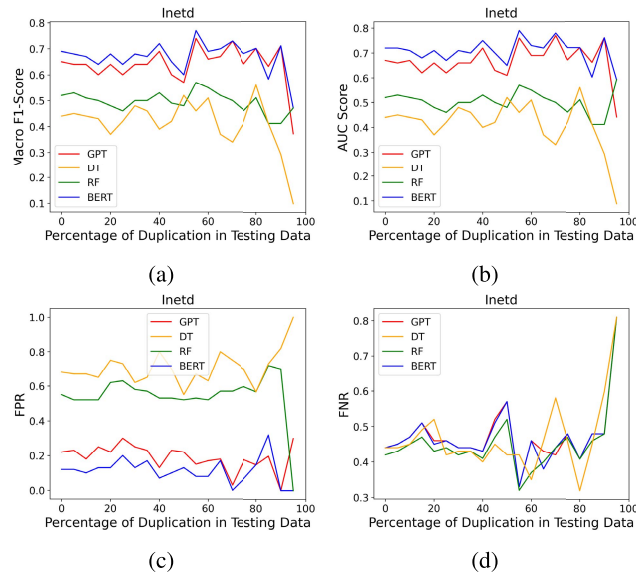 Inetd
Macro F1-Score
0.7
0.6
0.5
0.4
0.3
0.2
0.1
GPT
DT
RF
BERT
0 20 40 60 80 100
Percentage of Duplication in Testing Data
(a)
Inetd
AUC Score
0.8
0.7
0.6
0.5
0.4
0.3
0.2
0.1
GPT
DT
RF
BERT
0 20 40 60 80 100
Percentage of Duplication in Testing Data
(b)
Inetd
FPR
1.0
0.8
0.6
0.4
0.2
0.0
GPT
DT
RF
BERT
0 20 40 60 80 100
Percentage of Duplication in Testing Data
(c)
Inetd
FNR
0.8
0.7
0.6
0.5
0.4
0.3
GPT
DT
RF
BERT
0 20 40 60 80 100
Percentage of Duplication in Testing Data
(d)